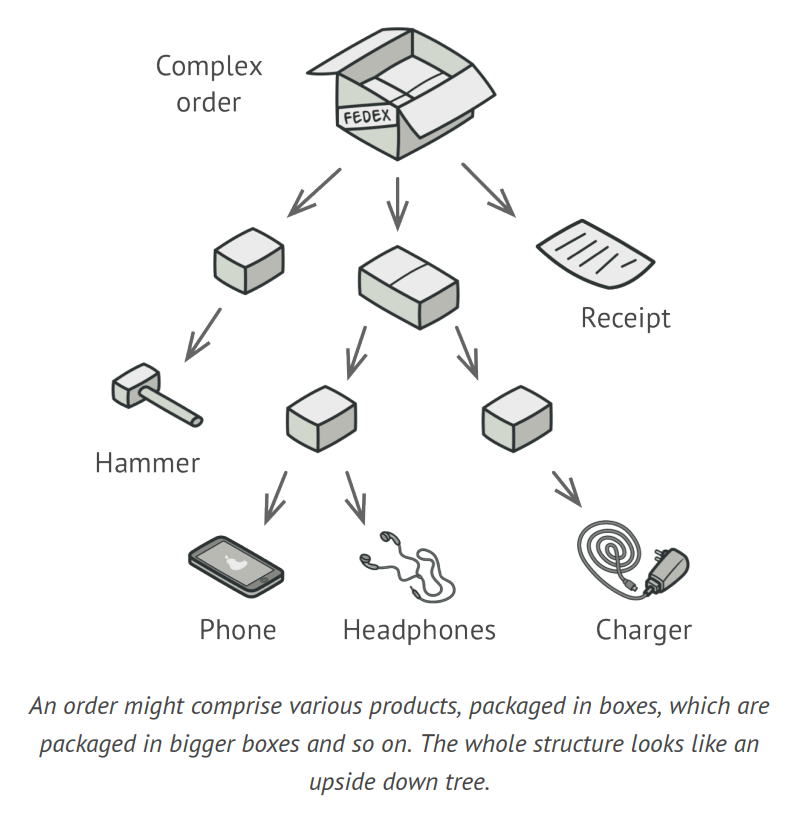 Complex
order
FEDEX
Receipt
Hammer
Phone
Headphones
Charger
An order might comprise various products, packaged in boxes, which are
packaged in bigger boxes and so on. The whole structure looks like an
upside down tree.